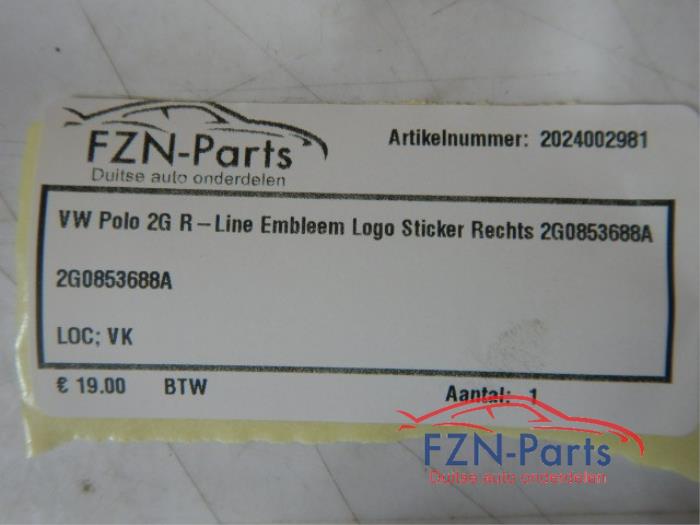 FZN-Parts
Duitse auto onderdelen
Artikelnummer: 2024002981
VW Polo 2G R-Line Embleem Logo Sticker Rechts 2G0853688A
2G0853688A
LOC; VK
€ 19.00 BTW Aantal: 1
FZN-Parts
Duitse auto onderdelen